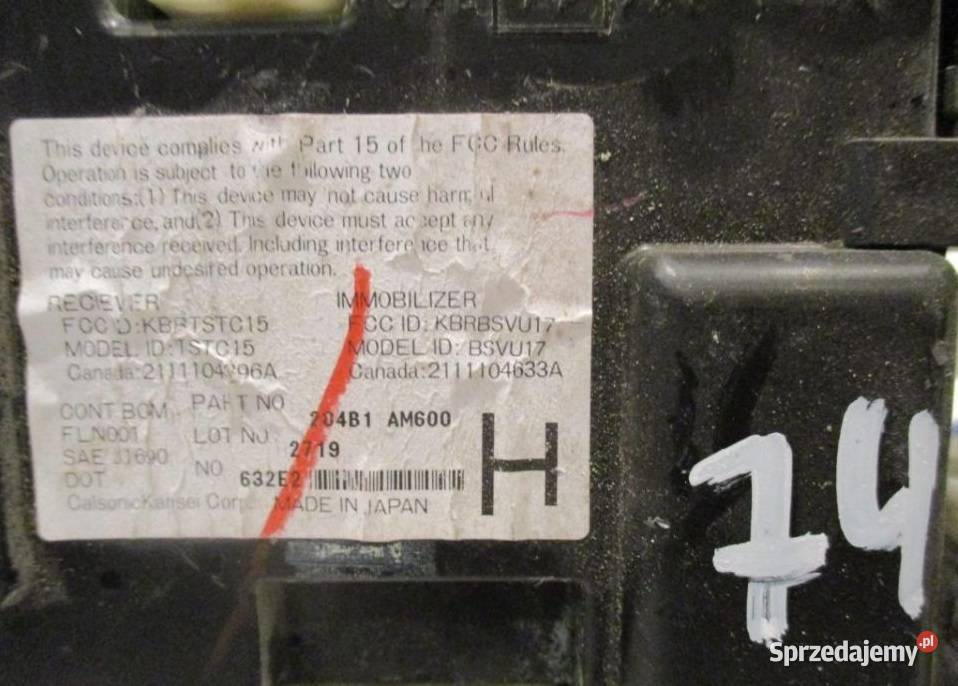 This device complies with Part 15 of the FCC Rules.
Operation is subject to the following two
conditions:(1) This device may not cause harmful
interference, and(2) This device must accept any
interference received, Including interference that
may cause undesired operation.
RECIEVER IMMOBILIZER
FCC ID:KBRTSTC15 FCC ID: KBRBSVU17
MODEL ID:TSTC15 MODEL ID: BSVU17
Canada: Canada:2111104633A
CONT BCM PART NO 284B1 AM600
FLN001 LOT NO. 2719
SAE J1690
DOT NO 632E2
CalsonicKansei Corp. MADE IN JAPAN
H
74
Sprzedajemy.pl